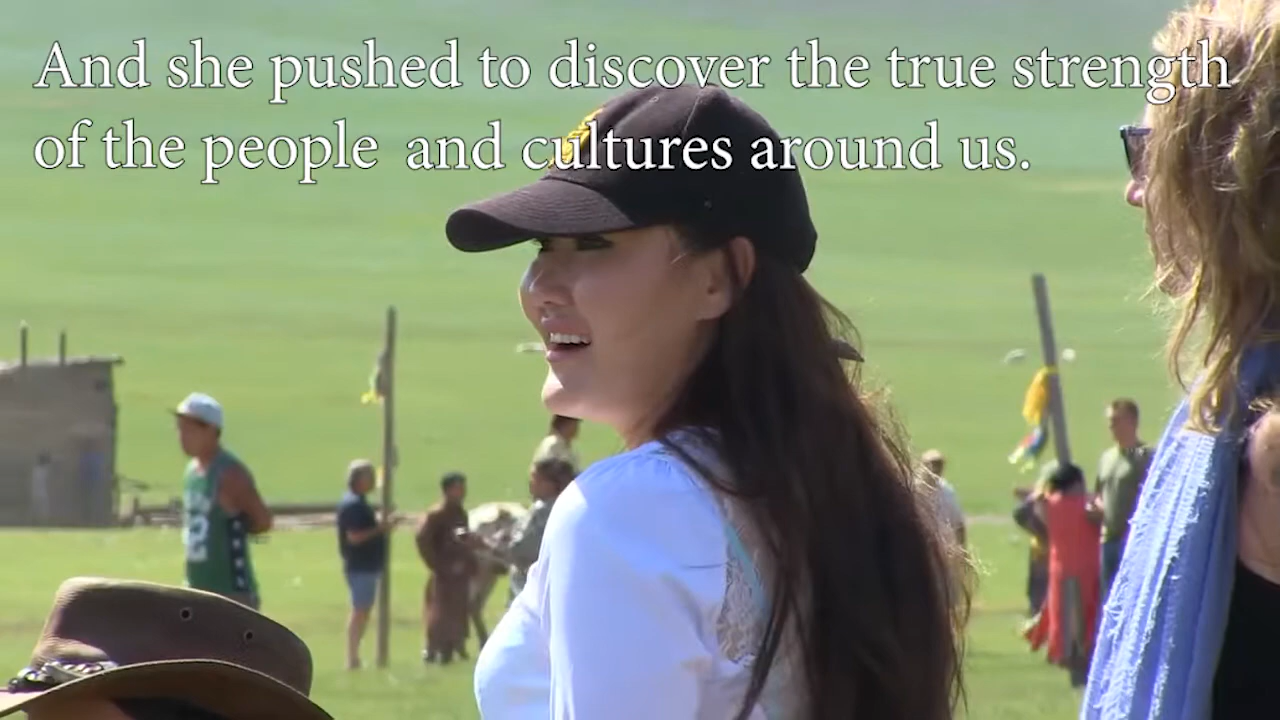 And she pushed to discover the true strength
of the people and cultures around us.